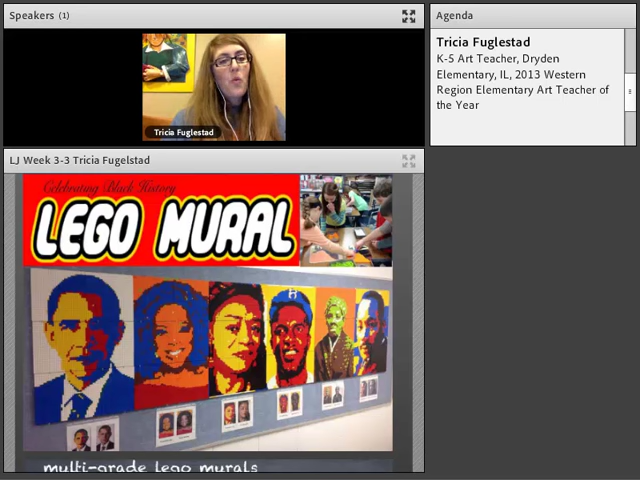 Speakers (1)
Tricia Fuglestad
Agenda
Tricia Fuglestad
K-5 Art Teacher, Dryden
Elementary, IL, 2013 Western
Region Elementary Art Teacher of
the Year
LJ Week 3-3 Tricia Fugelstad
Celebrating Black History
LEGO MURAL
multi-grade lego murals